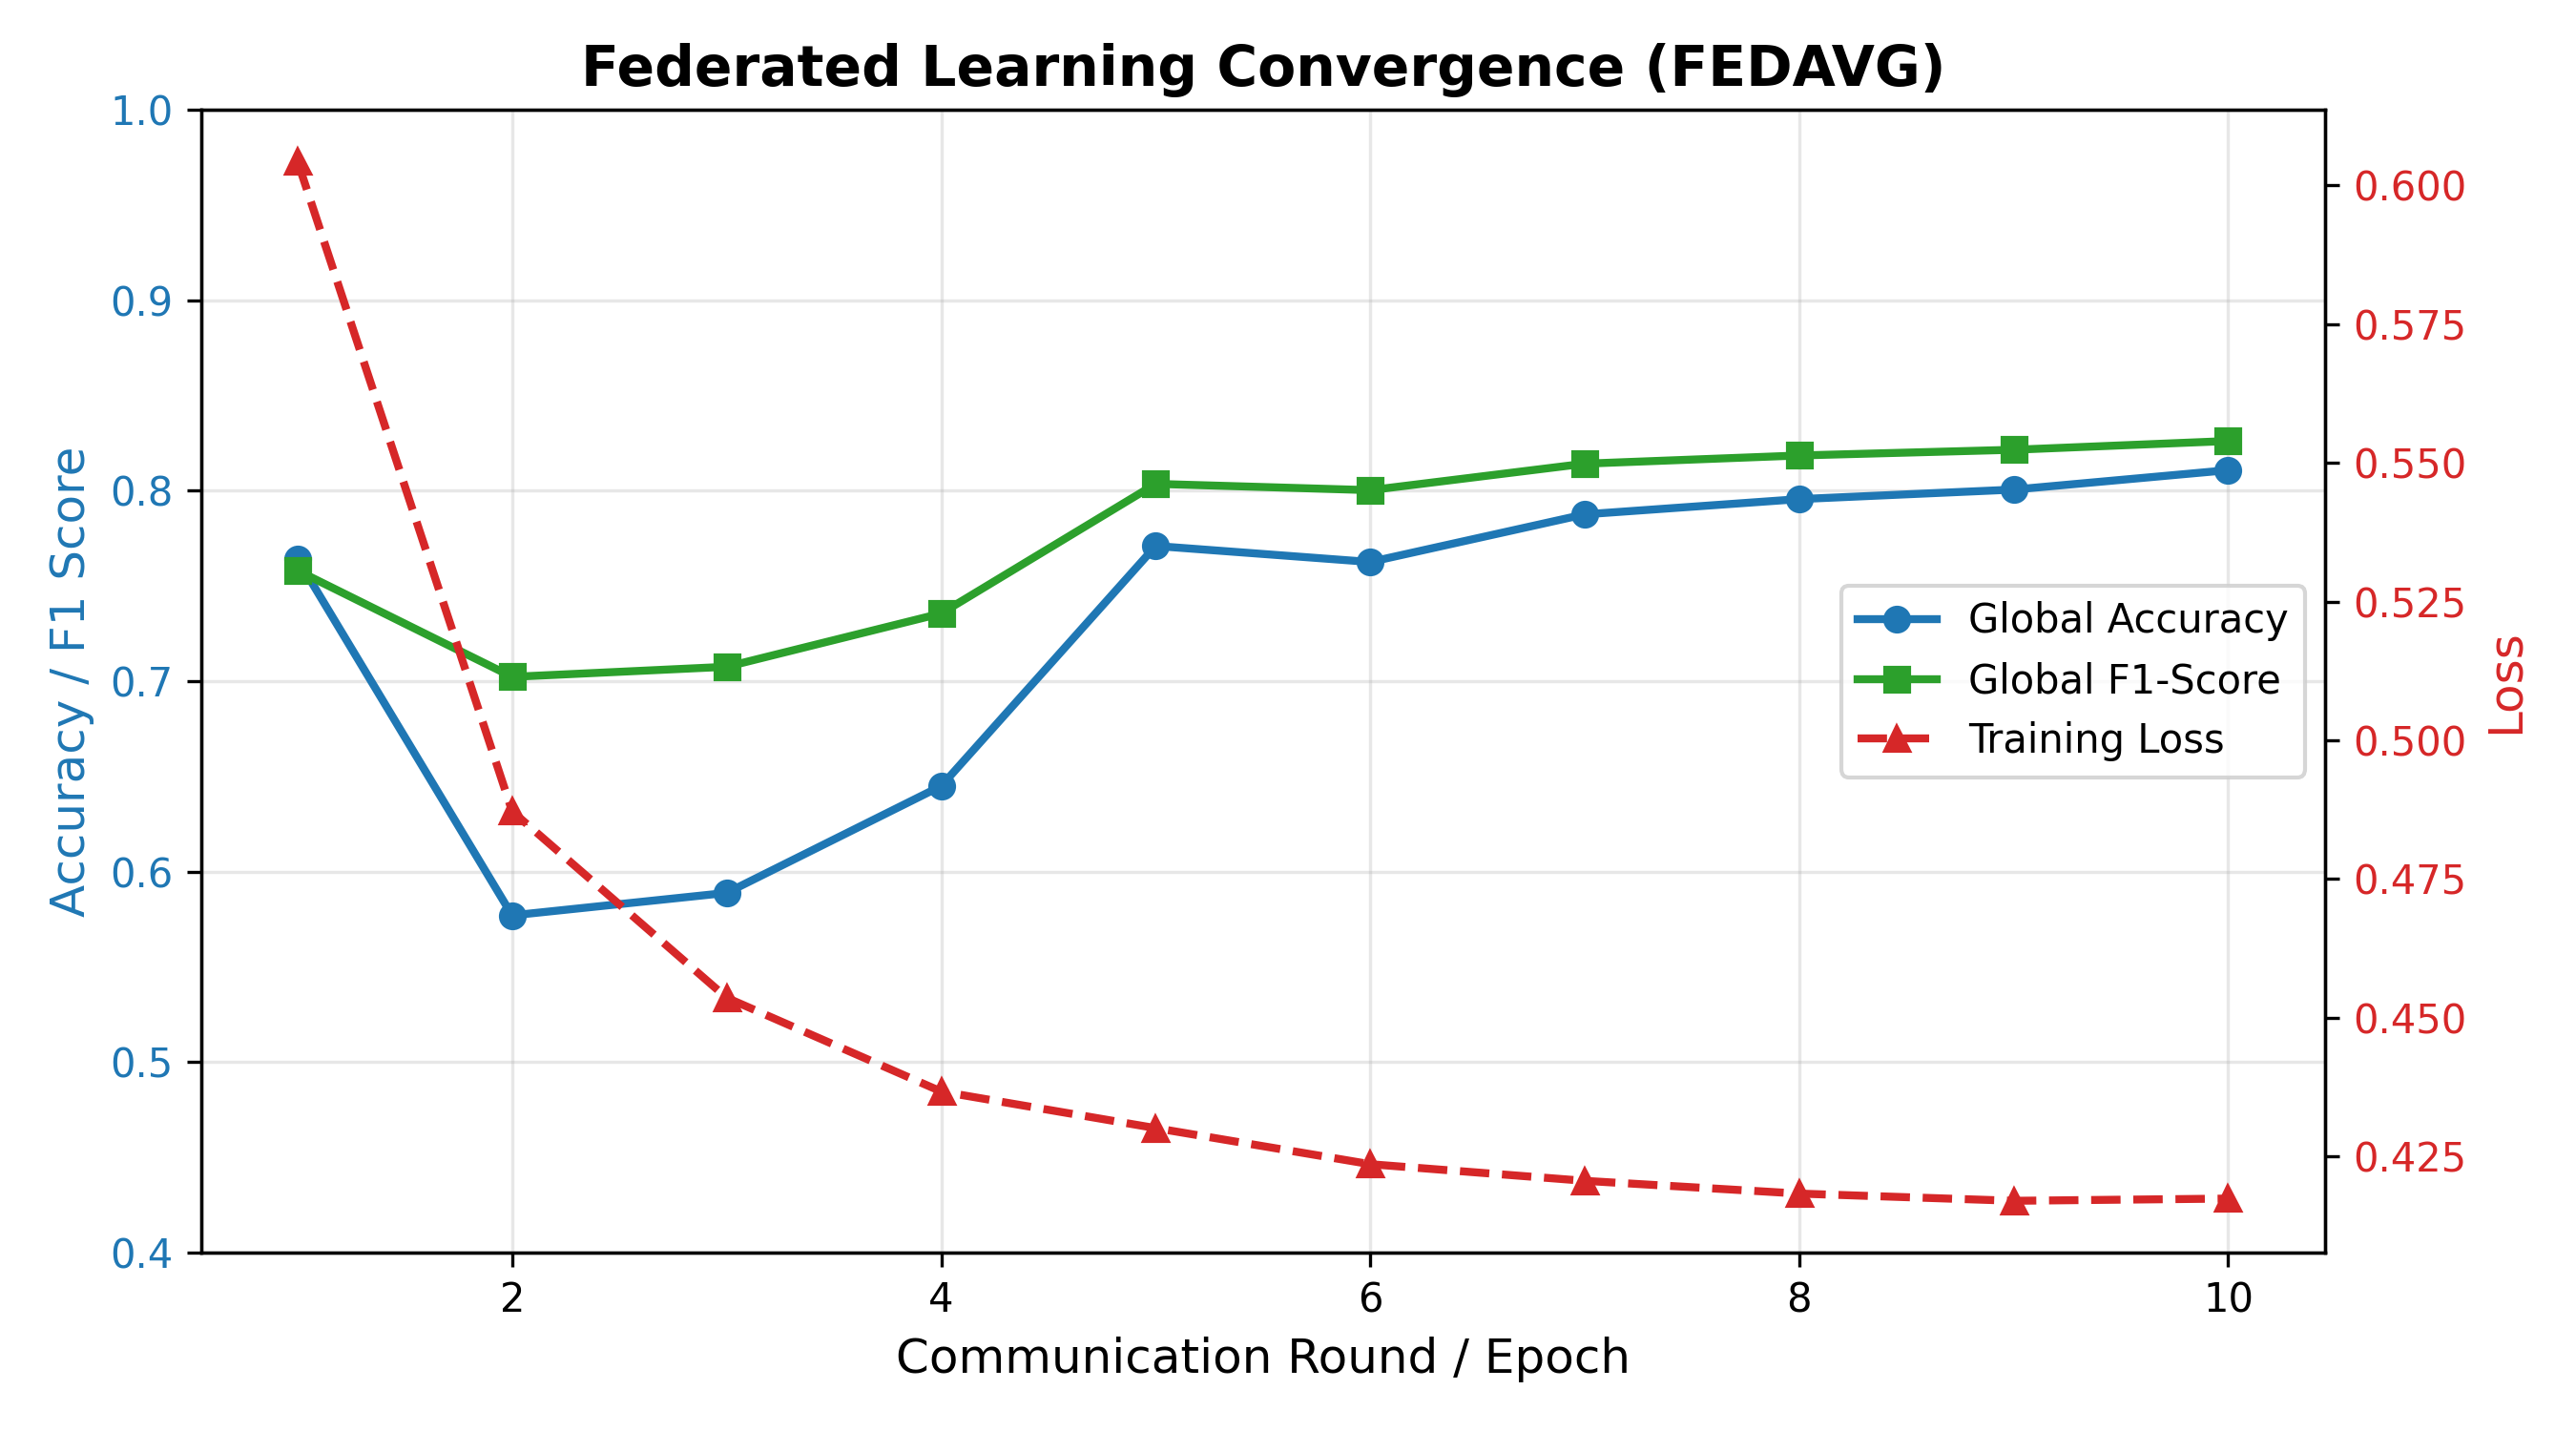 Federated Learning Convergence (FEDAVG)
Accuracy / F1 Score
1.0
0.9
0.8
0.7
0.6
0.5
0.4
Global Accuracy
Global F1-Score
Training Loss
0.600
0.575
0.550
0.525
0.500
0.475
0.450
0.425
Loss
2 4 6 8 10
Communication Round / Epoch